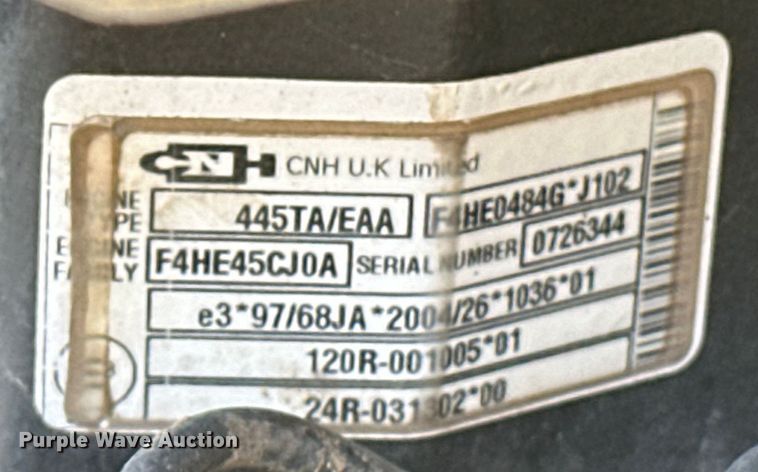 CNH CNH U.K Limited
ENGINE TYPE 445TA/EAA F4HE0484G*J102
ENGINE FAMILY F4HE45CJ0A SERIAL NUMBER 0726344
e3*97/68JA*2004/26*1036*01
120R-001005*01
24R-031302*00
Purple Wave Auction